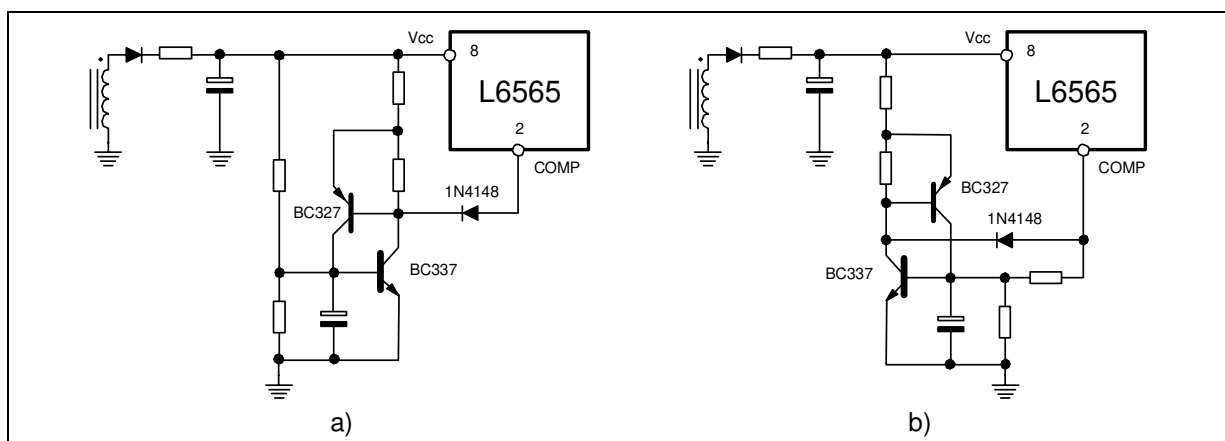 Vcc
8
L6565
2
COMP
1N4148
BC327
BC337
a)
Vcc
8
L6565
2
COMP
BC327
1N4148
BC337
b)